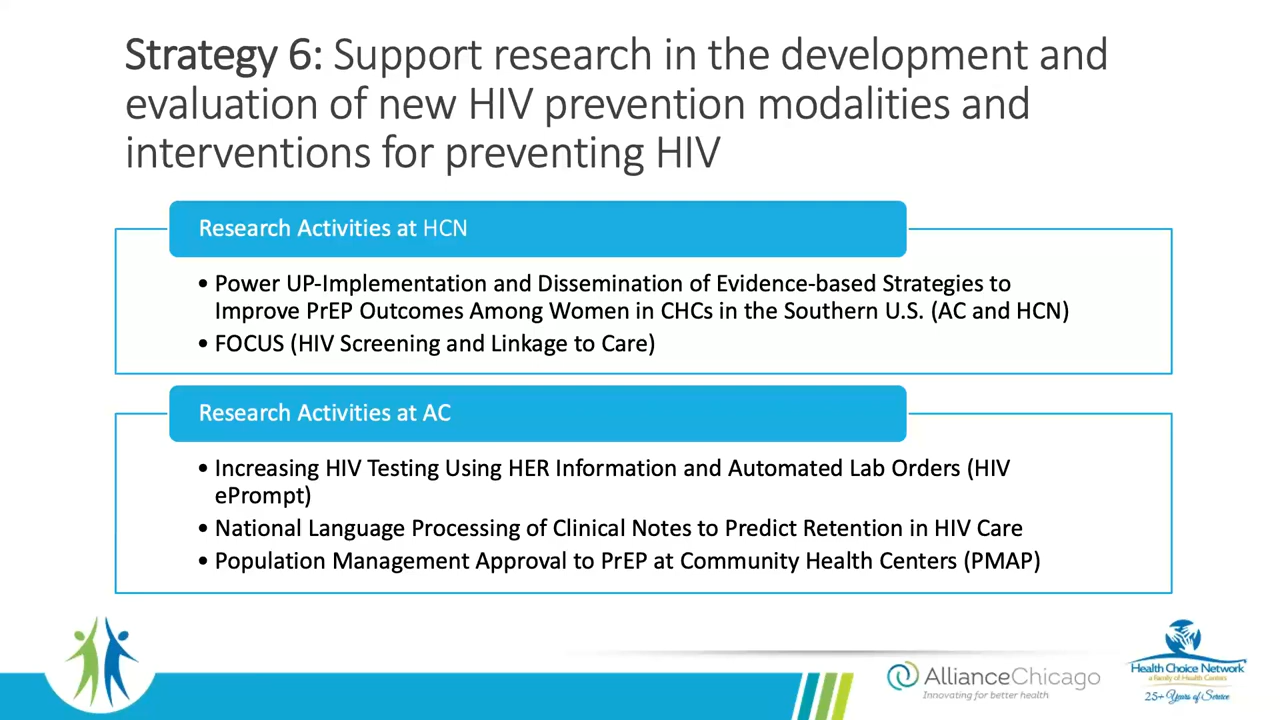 Strategy 6: Support research in the development and
evaluation of new HIV prevention modalities and
interventions for preventing HIV
Research Activities at HCN
• Power UP-Implementation and Dissemination of Evidence-based Strategies to
Improve PrEP Outcomes Among Women in CHCs in the Southern U.S. (AC and HCN)
• FOCUS (HIV Screening and Linkage to Care)
Research Activities at AC
• Increasing HIV Testing Using HER Information and Automated Lab Orders (HIV
ePrompt)
• National Language Processing of Clinical Notes to Predict Retention in HIV Care
• Population Management Approval to PrEP at Community Health Centers (PMAP)
AllianceChicago
Innovating for better health
Health Choice Network
a Family of Health Centers
25+ Years of Service